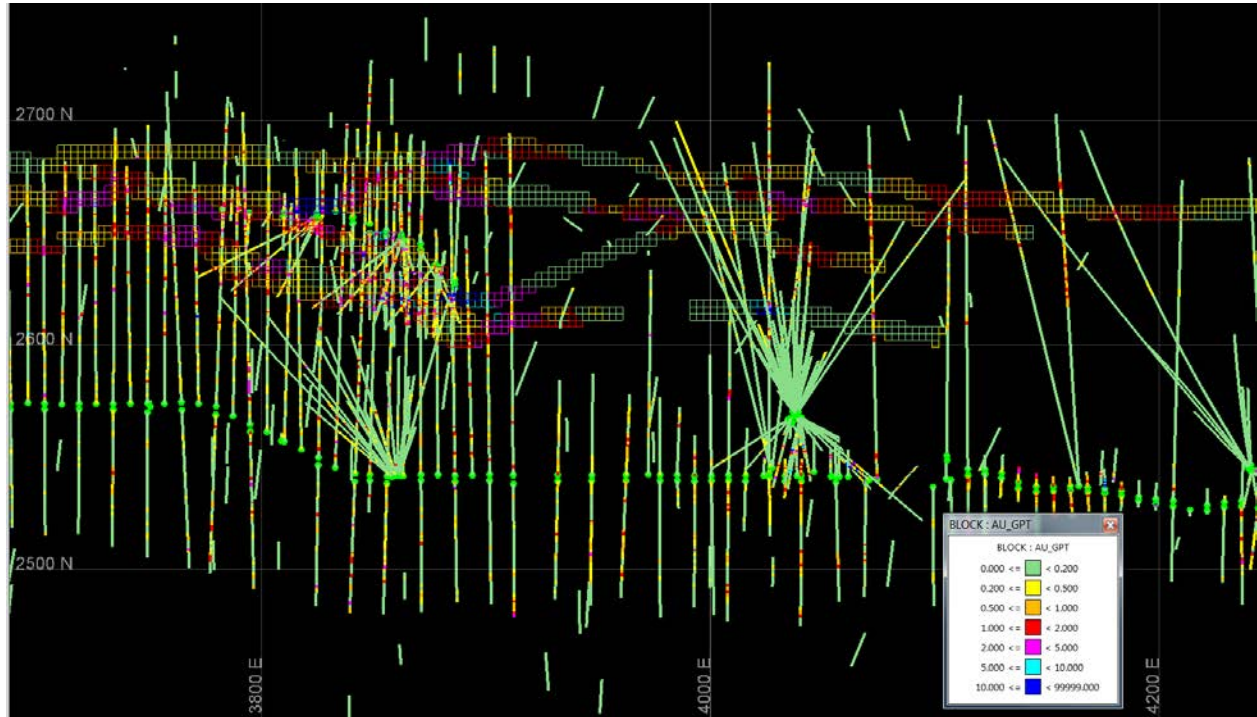 2700 N
2600 N
2500 N
3800 E
4000 E
4200 E
BLOCK : AU_GPT
BLOCK : AU_GPT
0.000 <= < 0.200
0.200 <= < 0.500
0.500 <= < 1.000
1.000 <= < 2.000
2.000 <= < 5.000
5.000 <= < 10.000
10.000 <= < 99999.000